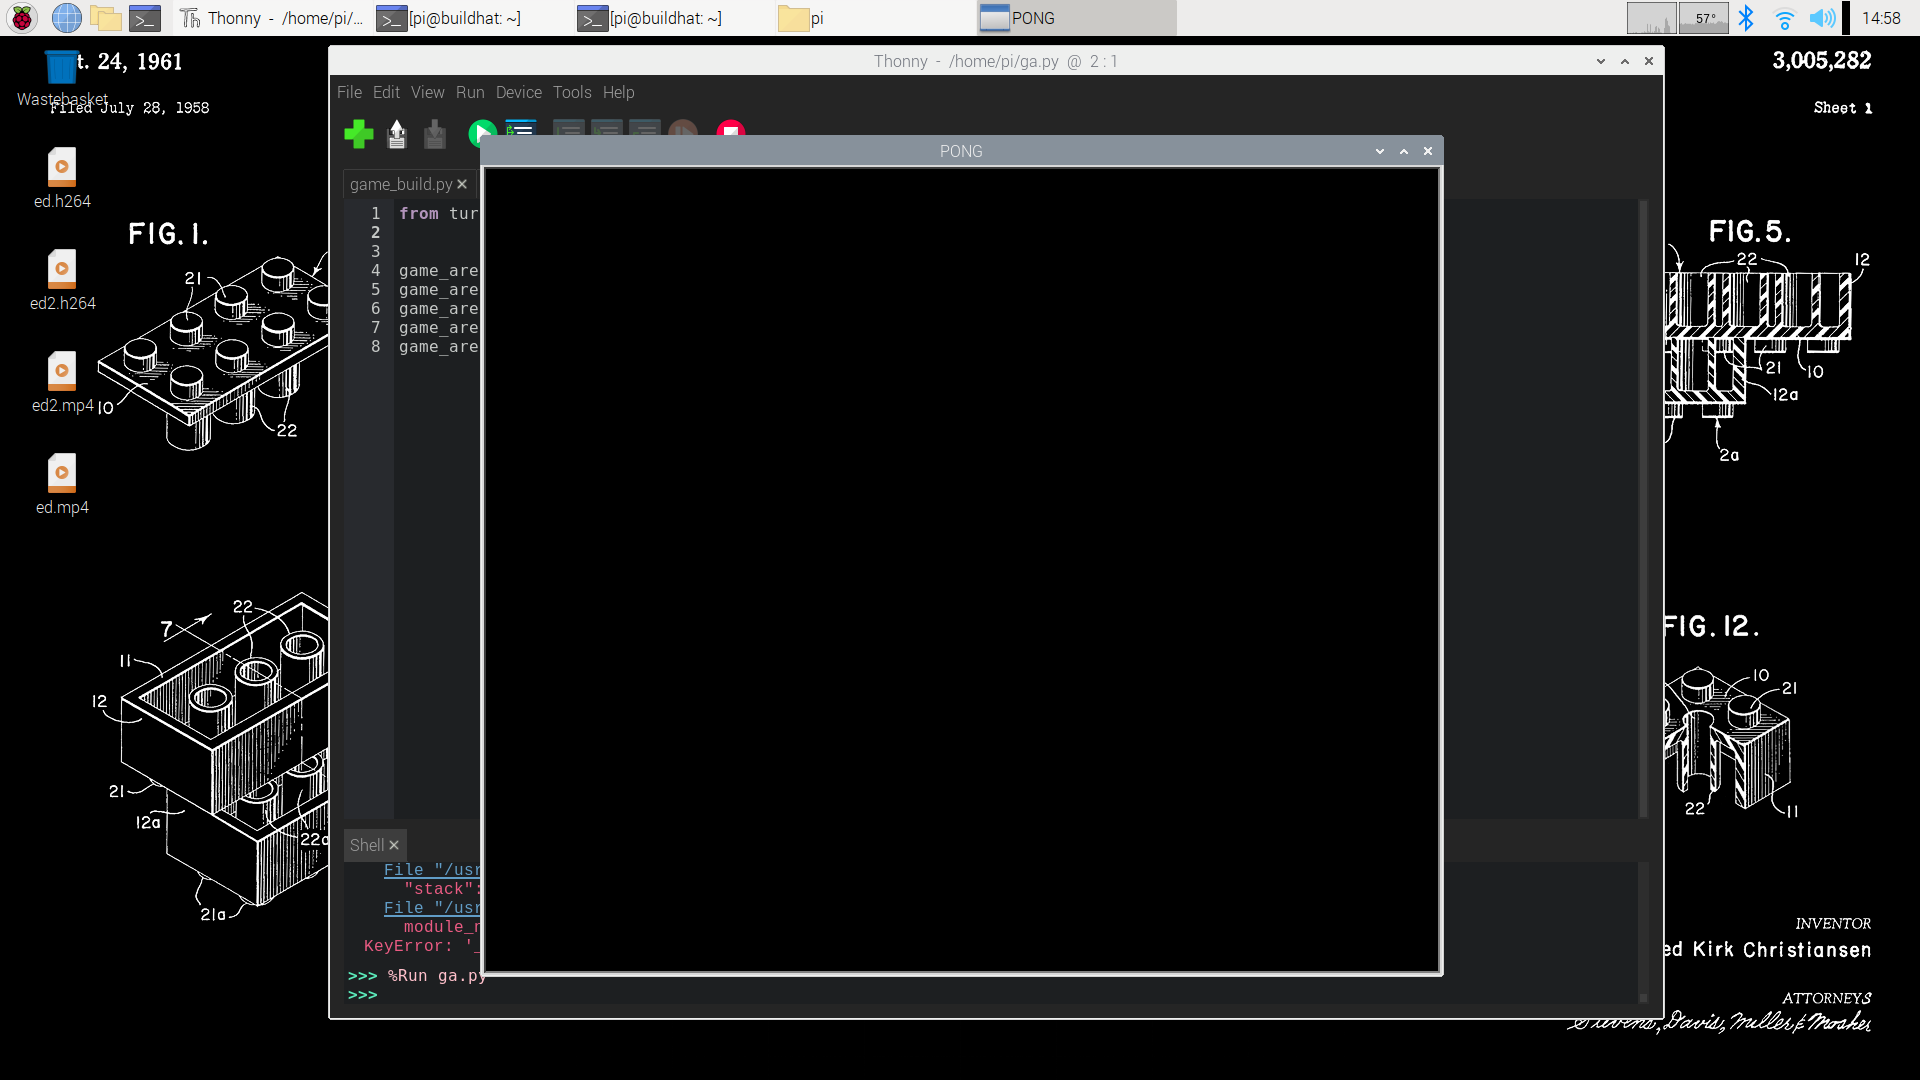 Thonny - /home/pi/...
[pi@buildhat: ~]
[pi@buildhat: ~]
pi
PONG
57°
14:58
t. 24, 1961
3,005,282
Wastebasket
Filed July 28, 1958
Sheet 1
Thonny - /home/pi/ga.py @ 2 : 1
File Edit View Run Device Tools Help
PONG
game_build.py
1 from tur
2
3
4 game_are
5 game_are
6 game_are
7 game_are
8 game_are
ed.h264
ed2.h264
ed2.mp4
ed.mp4
FIG. 1.
21
10
22
FIG. 5.
22
12
21
10
12a
2a
7
22
11
12
21
12a
22a
21a
FIG. 12.
10
21
22
11
Shell
File "/usr
"stack":
File "/usr
module_n
KeyError: '_
>>> %Run ga.py
>>>
INVENTOR
ed Kirk Christiansen
ATTORNEYS
Stevens, Davis, Miller & Mosher